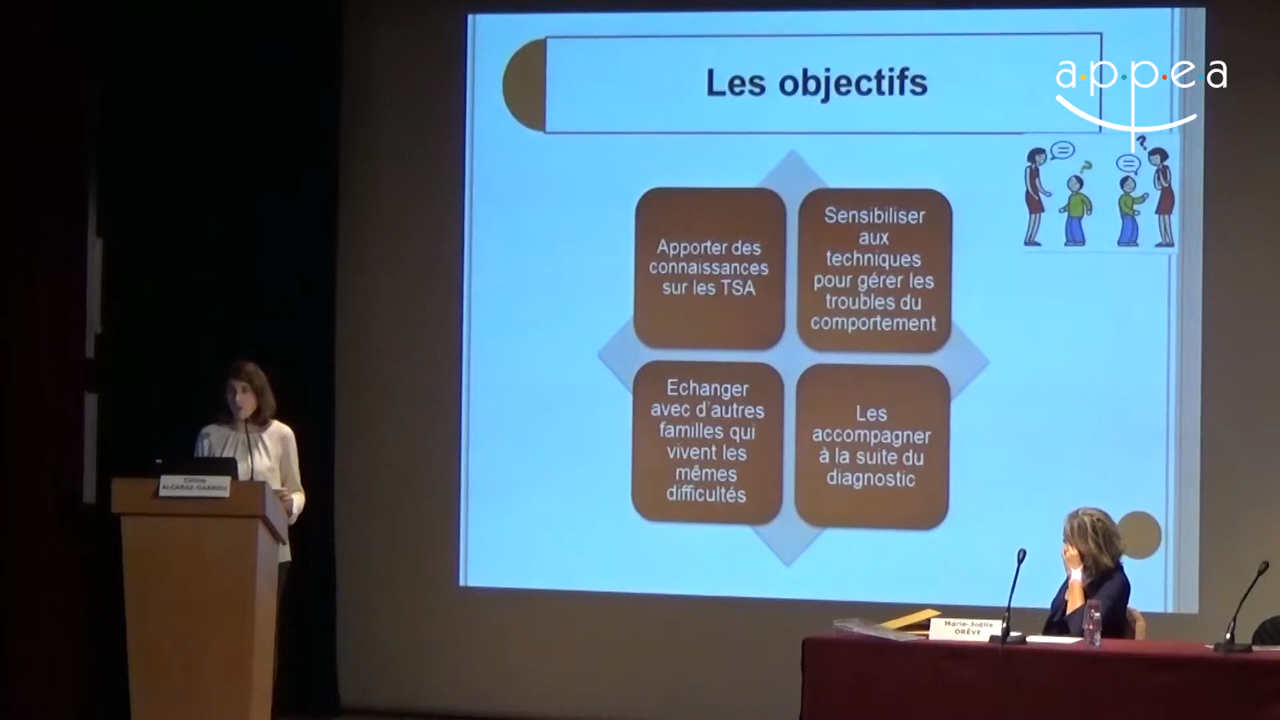 Les objectifs
a.p.p.e.a
Apporter des
connaissances
sur les TSA
Sensibiliser
aux
techniques
pour gérer les
troubles du
comportement
Echanger
avec d'autres
familles qui
vivent les
mêmes
difficultés
Les
accompagner
à la suite du
diagnostic
?
?
Marie-Joëlle
ORÊVE